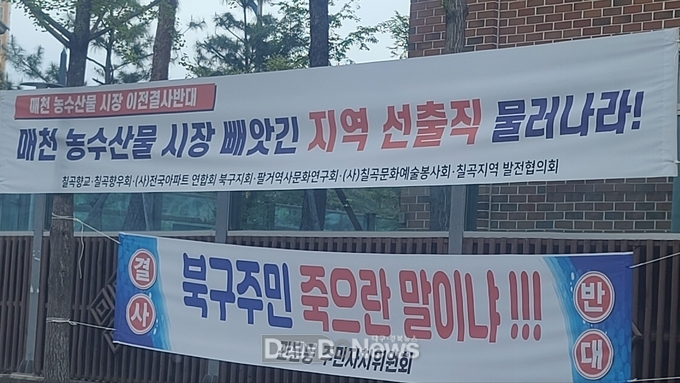 매천 농수산물 시장 이전결사반대
매천 농수산물 시장 빼앗긴 지역 선출직 물러나라!
칠곡향교·칠곡향우회·(사)전국아파트 연합회 북구지회·팔거역사문화연구회·(사)칠곡문화예술봉사회·칠곡지역 발전협의회
결사
북구주민 죽으란 말이냐 !!!
반대
주민자치위원회
News